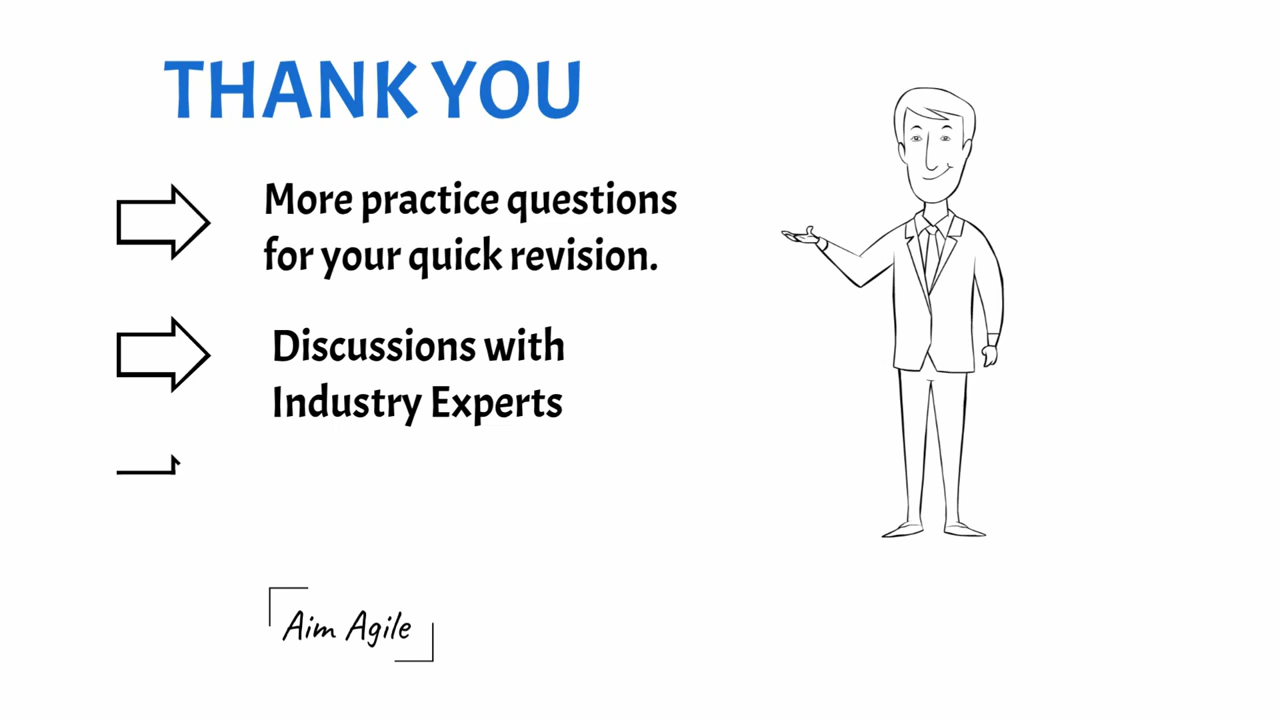 THANK YOU
More practice questions
for your quick revision.
Discussions with
Industry Experts
Aim Agile